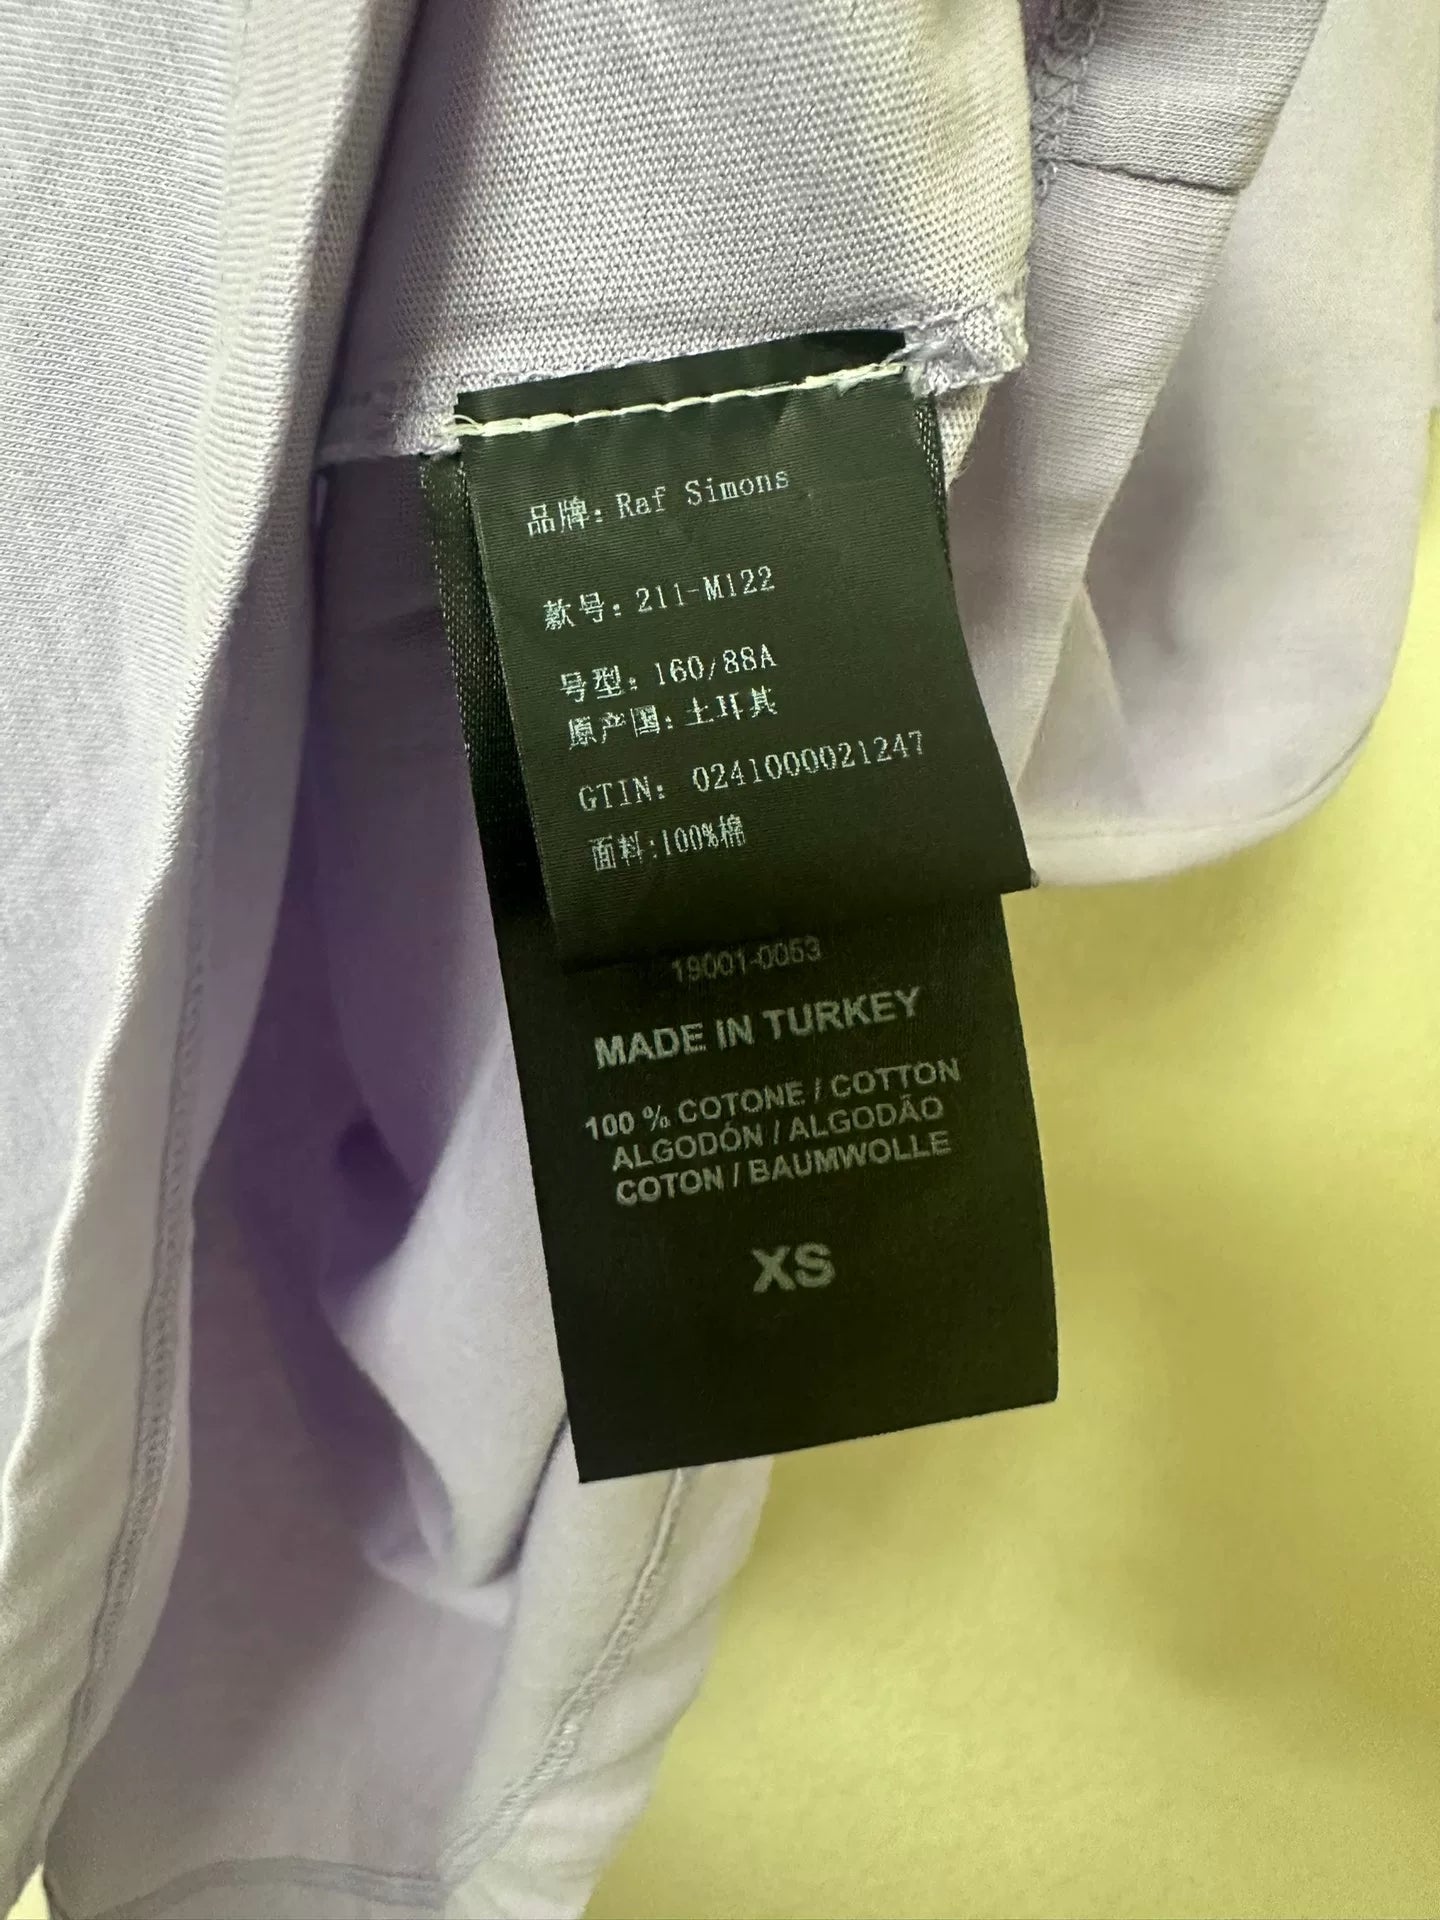 品牌: Raf Simons
款号: 211-M122
号型: 160/88A
原产国: 土耳其
GTIN: 0241000021247
面料:100%棉
19001-0053
MADE IN TURKEY
100 % COTONE / COTTON
ALGODÓN / ALGODÃO
COTON / BAUMWOLLE
XS